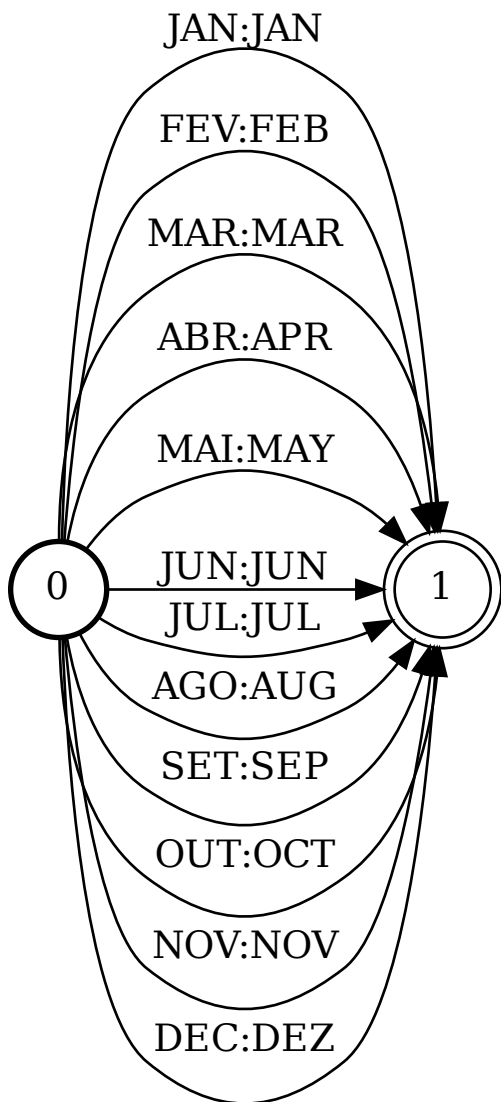 JAN:JAN
FEV:FEB
MAR:MAR
ABR:APR
MAI:MAY
0
JUN:JUN
1
JUL:JUL
AGO:AUG
SET:SEP
OUT:OCT
NOV:NOV
DEC:DEZ